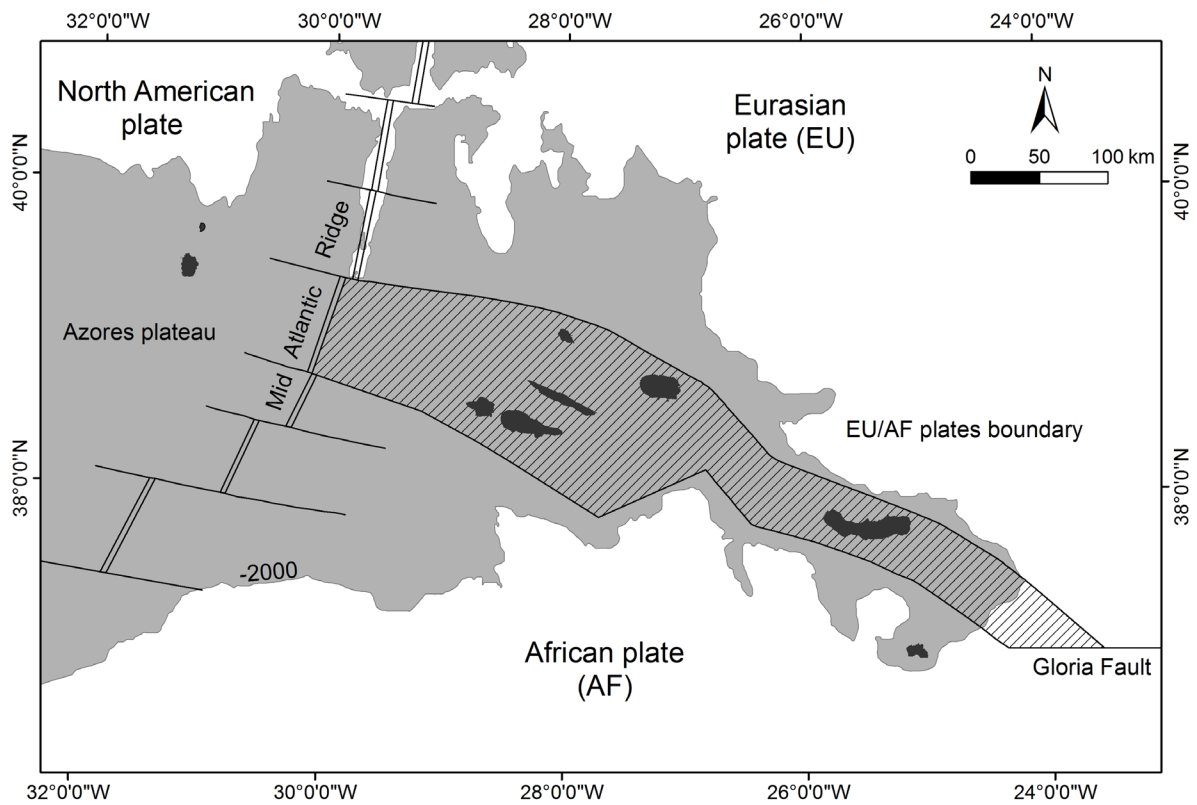 32°0'0"W 30°0'0"W 28°0'0"W 26°0'0"W 24°0'0"W
North American
plate
Eurasian
plate (EU)
N
0 50 100 km
40°0'0"N
40°0'0"N
Ridge
Atlantic
Mid
Azores plateau
EU/AF plates boundary
38°0'0"N
38°0'0"N
-2000
African plate
(AF)
Gloria Fault
32°0'0"W 30°0'0"W 28°0'0"W 26°0'0"W 24°0'0"W